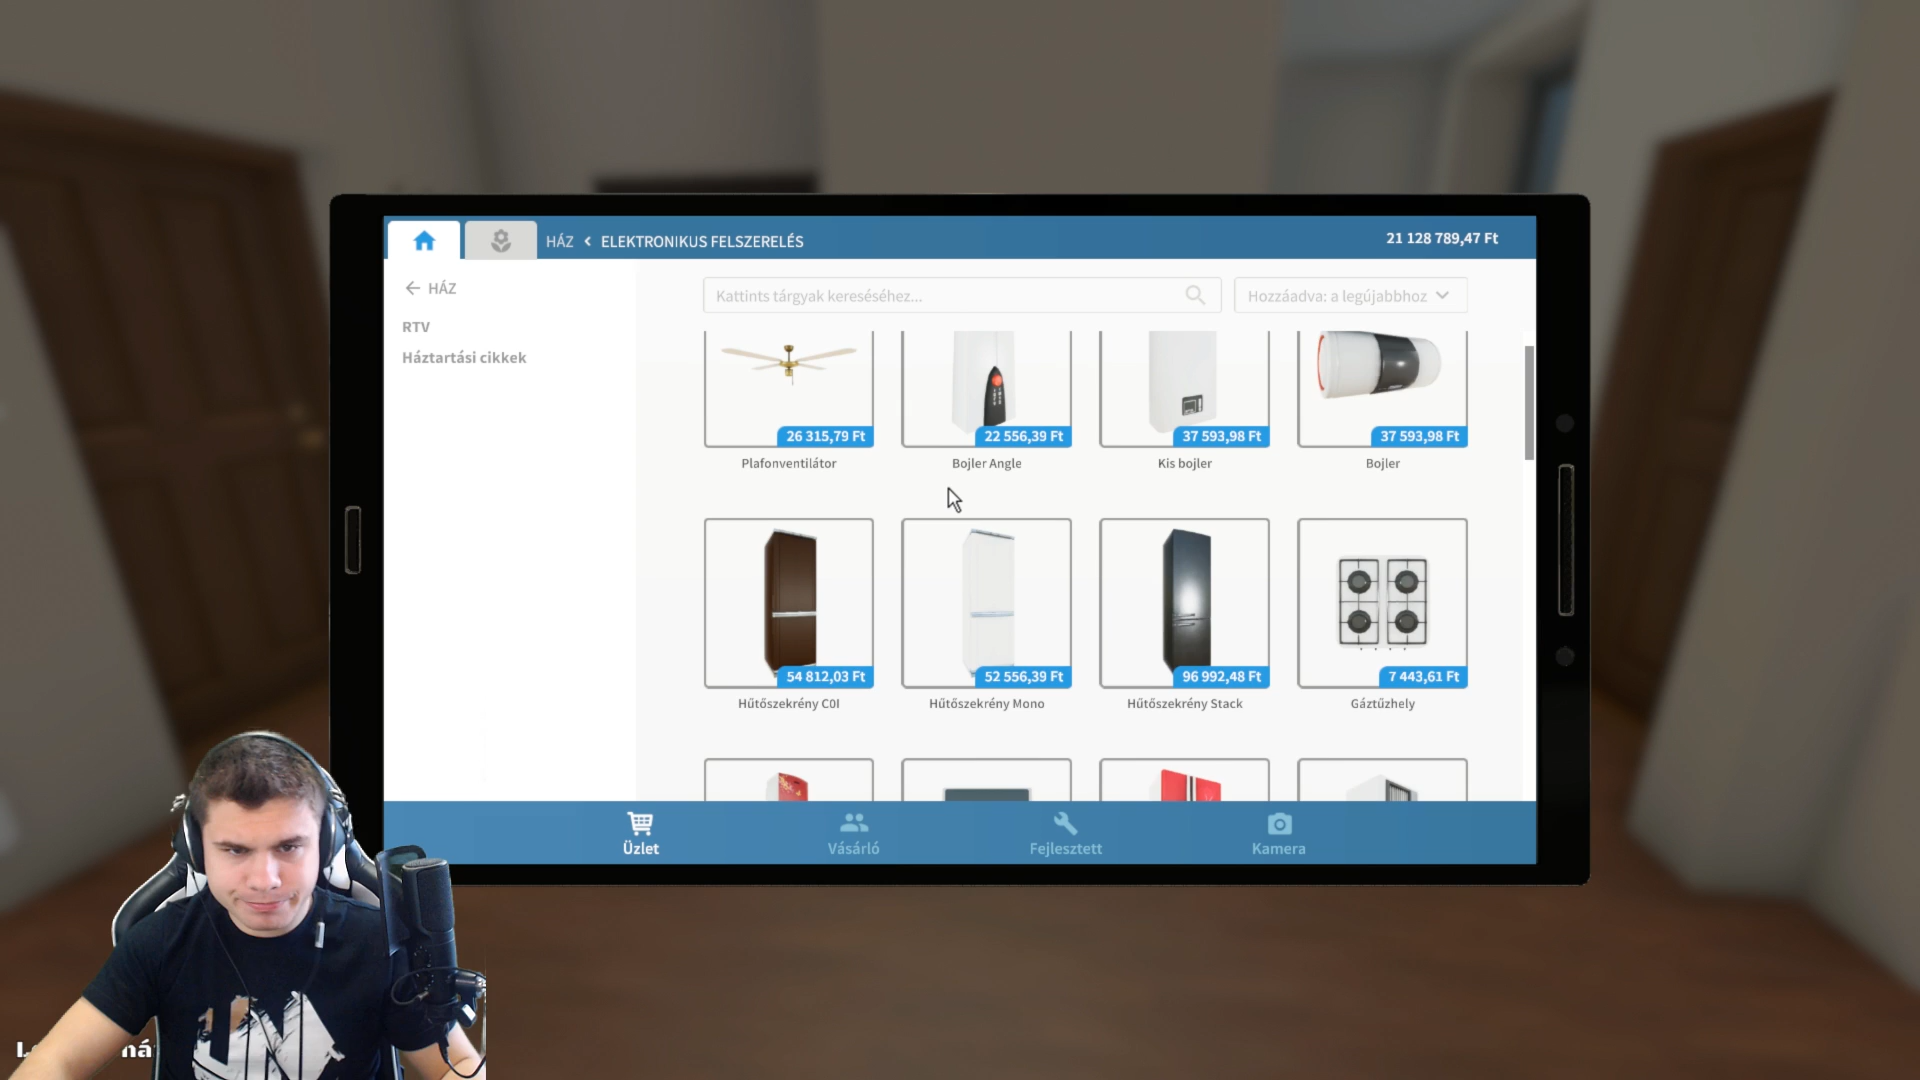 HÁZ < ELEKTRONIKUS FELSZERELÉS
21 128 789,47 Ft
← HÁZ
RTV
Háztartási cikkek
Kattints tárgyak kereséséhez...
Hozzáadva: a legújabbhoz
26 315,79 Ft
22 556,39 Ft
37 593,98 Ft
37 593,98 Ft
Plafonventilátor
Bojler Angle
Kis bojler
Bojler
54 812,03 Ft
52 556,39 Ft
96 992,48 Ft
7 443,61 Ft
Hűtőszekrény C0I
Hűtőszekrény Mono
Hűtőszekrény Stack
Gáztűzhely
Üzlet
Vásárló
Fejlesztett
Kamera